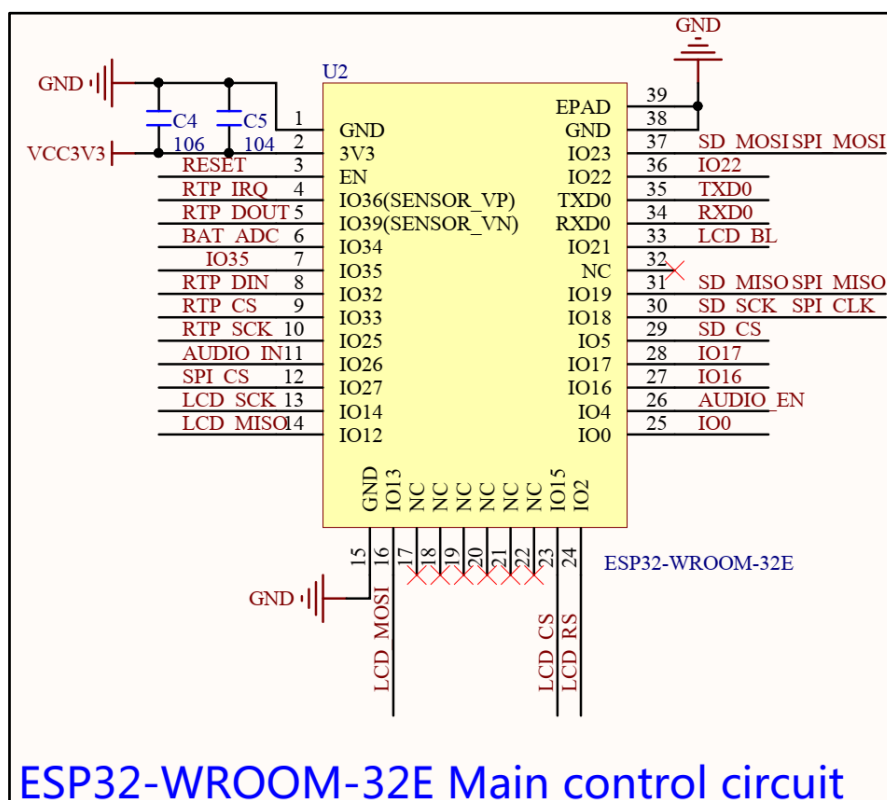 GND
U2
GND
C4
C5
106
104
VCC3V3
1 GND
2 3V3
RESET 3 EN
RTP_IRQ 4 IO36(SENSOR_VP)
RTP_DOUT 5 IO39(SENSOR_VN)
BAT_ADC 6 IO34
IO35 7 IO35
RTP_DIN 8 IO32
RTP_CS 9 IO33
RTP_SCK 10 IO25
AUDIO_IN 11 IO26
SPI_CS 12 IO27
LCD_SCK 13 IO14
LCD_MISO 14 IO12
EPAD 39
GND 38
IO23 37 SD_MOSI SPI_MOSI
IO22 36 IO22
TXD0 35 TXD0
RXD0 34 RXD0
IO21 33 LCD_BL
NC 32
IO19 31 SD_MISO SPI_MISO
IO18 30 SD_SCK SPI_CLK
IO5 29 SD_CS
IO17 28 IO17
IO16 27 IO16
IO4 26 AUDIO_EN
IO0 25 IO0
GND IO13 NC NC NC NC NC NC IO15 IO2
15 16 17 18 19 20 21 22 23 24
ESP32-WROOM-32E
GND
LCD_MOSI
LCD_CS
LCD_RS
ESP32-WROOM-32E Main control circuit